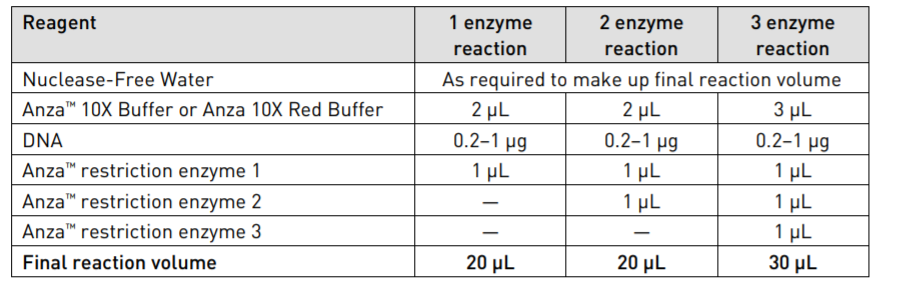 Reagent 1 enzyme reaction 2 enzyme reaction 3 enzyme reaction
Nuclease-Free Water As required to make up final reaction volume
Anza™ 10X Buffer or Anza 10X Red Buffer 2 µL 2 µL 3 µL
DNA 0.2–1 µg 0.2–1 µg 0.2–1 µg
Anza™ restriction enzyme 1 1 µL 1 µL 1 µL
Anza™ restriction enzyme 2 — 1 µL 1 µL
Anza™ restriction enzyme 3 — — 1 µL
Final reaction volume 20 µL 20 µL 30 µL